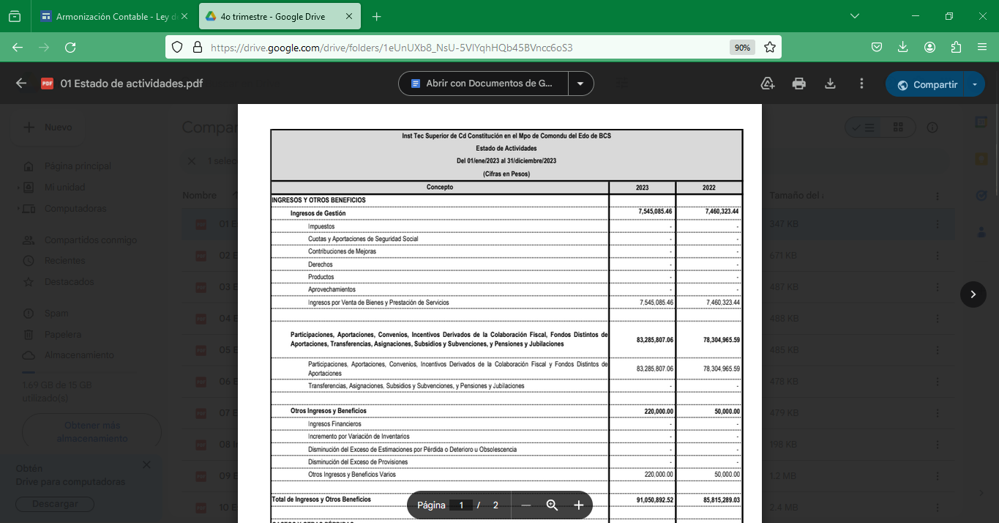 Armonización Contable - Ley d
4o trimestre - Google Drive
https://drive.google.com/drive/folders/1eUnUXb8_NsU-5VlYqhHQb45BVncc6oS3
90%
PDF 01 Estado de actividades.pdf
Abrir con Documentos de G...
Compartir
Nuevo
Compar
1 selec
Página principal
Mi unidad
Computadoras
Compartidos conmigo
Recientes
Destacados
Spam
Papelera
Almacenamiento
1.69 GB de 15 GB
utilizado(s)
Obtener más
almacenamiento
Obtén
Drive para computadoras
Descargar
Nombre
Tamaño del
01 E 347 KB
02 E 671 KB
03 E 487 KB
04 E 488 KB
05 E 485 KB
06 E 478 KB
07 E 479 KB
08 I 198 KB
09 E 1.2 MB
10 E 2.4 MB
Inst Tec Superior de Cd Constitución en el Mpo de Comondu del Edo de BCS
Estado de Actividades
Del 01/ene/2023 al 31/diciembre/2023
(Cifras en Pesos)
Concepto 2023 2022
INGRESOS Y OTROS BENEFICIOS
Ingresos de Gestión 7,545,085.46 7,460,323.44
Impuestos - -
Cuotas y Aportaciones de Seguridad Social - -
Contribuciones de Mejoras - -
Derechos - -
Productos - -
Aprovechamientos - -
Ingresos por Venta de Bienes y Prestación de Servicios 7,545,085.46 7,460,323.44
Participaciones, Aportaciones, Convenios, Incentivos Derivados de la Colaboración Fiscal, Fondos Distintos de
Aportaciones, Transferencias, Asignaciones, Subsidios y Subvenciones, y Pensiones y Jubilaciones 83,285,807.06 78,304,965.59
Participaciones, Aportaciones, Convenios, Incentivos Derivados de la Colaboración Fiscal y Fondos Distintos de
Aportaciones 83,285,807.06 78,304,965.59
Transferencias, Asignaciones, Subsidios y Subvenciones, y Pensiones y Jubilaciones - -
Otros Ingresos y Beneficios 220,000.00 50,000.00
Ingresos Financieros - -
Incremento por Variación de Inventarios - -
Disminución del Exceso de Estimaciones por Pérdida o Deterioro u Obsolescencia - -
Disminución del Exceso de Provisiones - -
Otros Ingresos y Beneficios Varios 220,000.00 50,000.00
Total de Ingresos y Otros Beneficios 91,050,892.52 85,815,289.03
Página 1 / 2